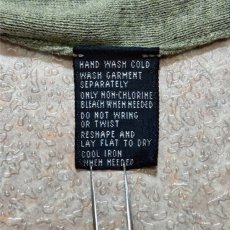 HAND WASH COLD
WASH GARMENT
SEPARATELY
ONLY NON-CHLORINE
BLEACH WHEN NEEDED
DO NOT WRING
OR TWIST
RESHAPE AND
LAY FLAT TO DRY
COOL IRON
WHEN NEEDED